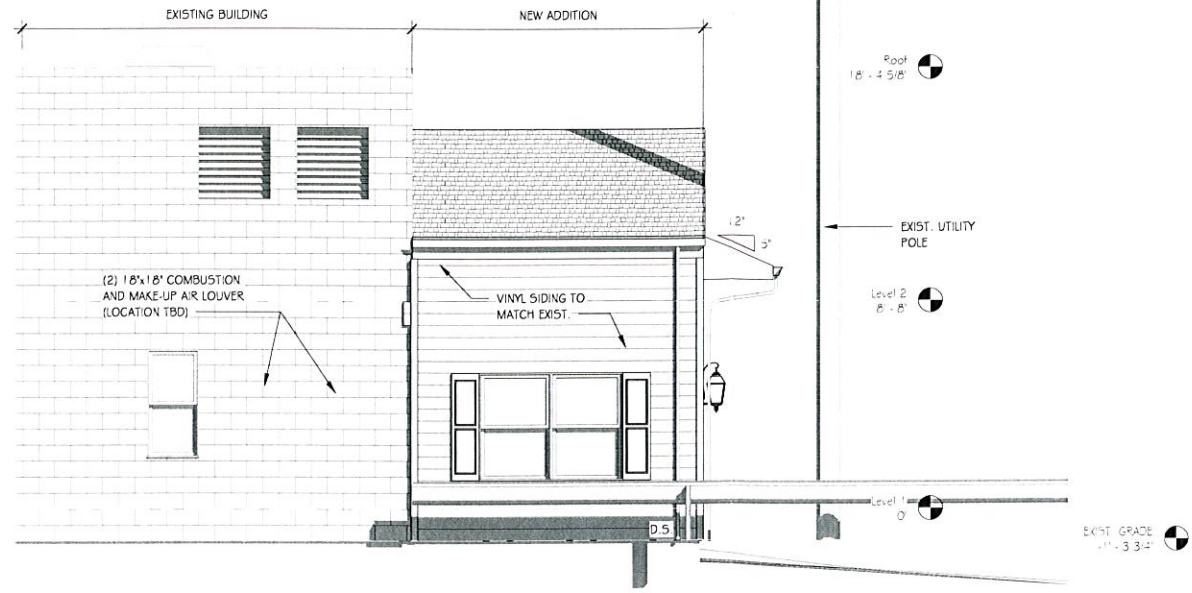 EXISTING BUILDING
NEW ADDITION
Roof
18' - 4 5/8"
12"
5"
EXIST. UTILITY
POLE
(2) 18"x18" COMBUSTION
AND MAKE-UP AIR LOUVER
(LOCATION TBD)
VINYL SIDING TO
MATCH EXIST.
Level 2
8' - 8"
Level 1
0"
D.S.
EXIST. GRADE
-1' - 3 3/4"